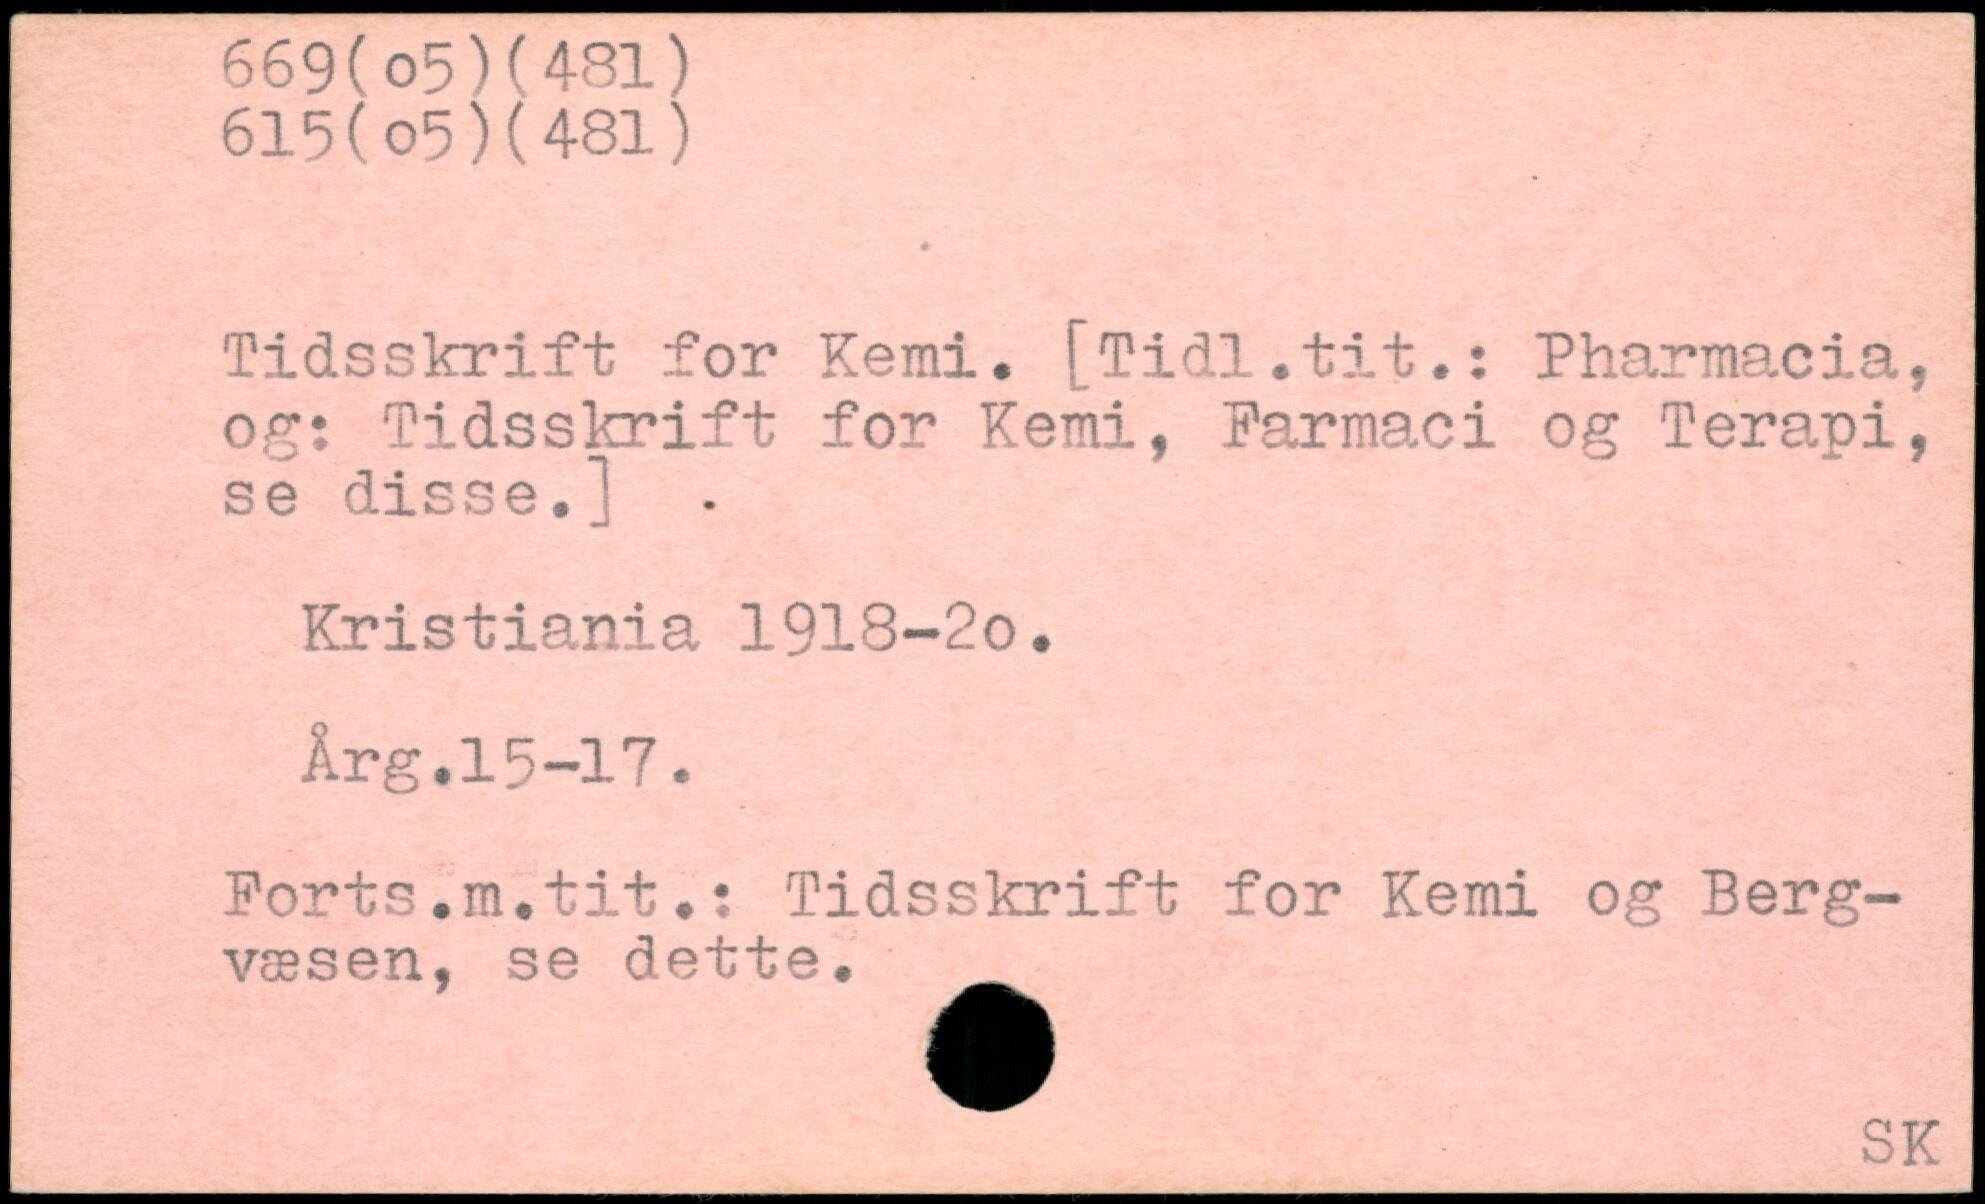 669(o5)(481)
615(o5)(481)
Tidsskrift for Kemi. [Tidl.tit.: Pharmacia,
og: Tidsskrift for Kemi, Farmaci og Terapi,
se disse.]
Kristiania 1918-2o.
Årg.15-17.
Forts.m.tit.: Tidsskrift for Kemi og Berg-
væsen, se dette.
SK